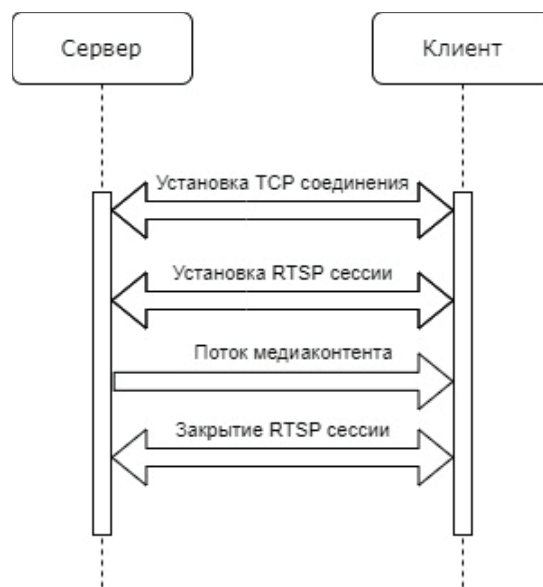 Сервер
Клиент
Установка TCP соединения
Установка RTSP сессии
Поток медиаконтента
Закрытие RTSP сессии